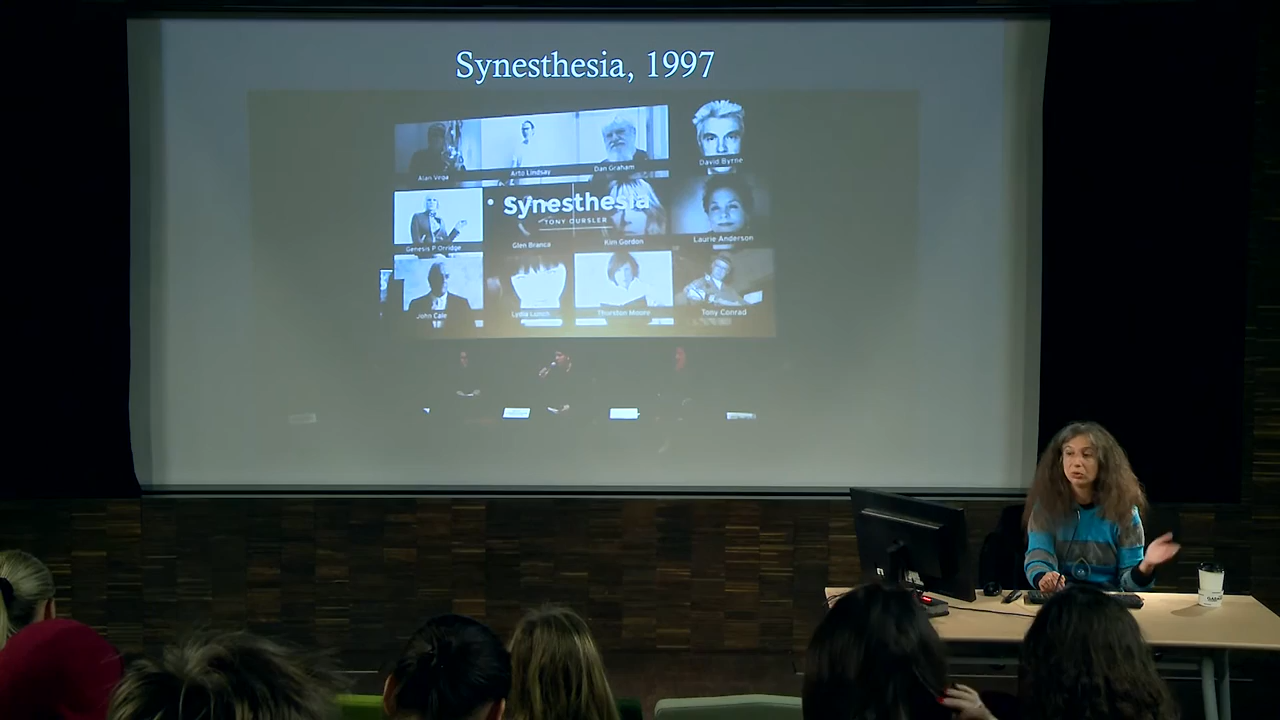 Synesthesia, 1997
Alan Vega
Arto Lindsay
Dan Graham
David Byrne
Synesthesia
TONY OURSLER
Genesis P Orridge
Glen Branca
Kim Gordon
Laurie Anderson
John Cale
Lydia Lunch
Thurston Moore
Tony Conrad